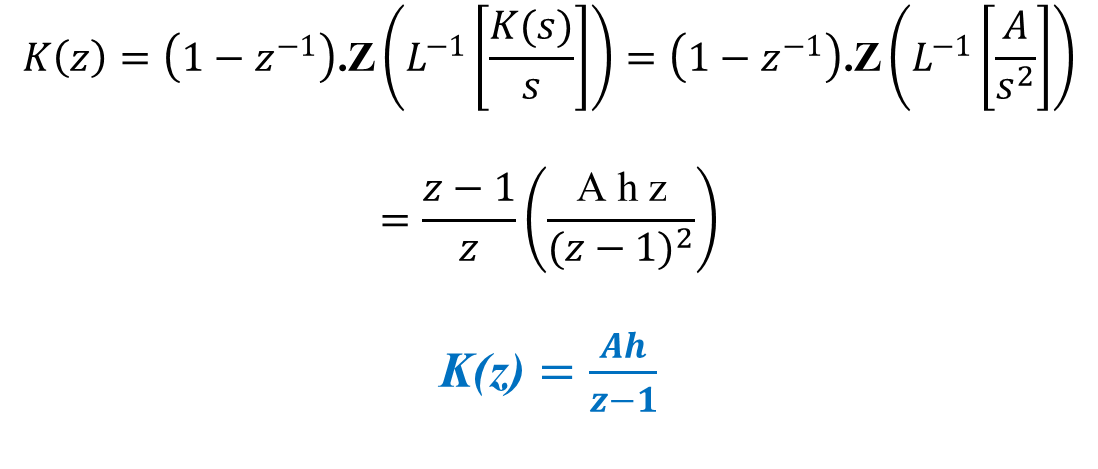 K(z) = (1 − z⁻¹).Z(L⁻¹[K(s)/s]) = (1 − z⁻¹).Z(L⁻¹[A/s²])
= (z − 1)/z (A h z/(z − 1)²)
K(z) = Ah/(z−1)